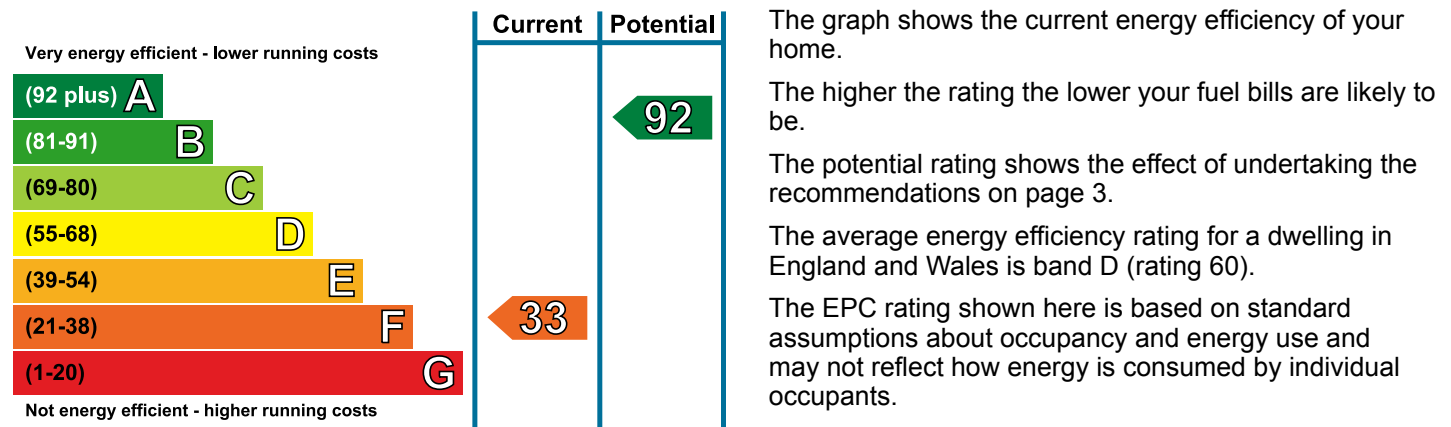 Current Potential
Very energy efficient - lower running costs
(92 plus) A
(81-91) B
(69-80) C
(55-68) D
(39-54) E
(21-38) F
(1-20) G
Not energy efficient - higher running costs
92
33
The graph shows the current energy efficiency of your
home.
The higher the rating the lower your fuel bills are likely to
be.
The potential rating shows the effect of undertaking the
recommendations on page 3.
The average energy efficiency rating for a dwelling in
England and Wales is band D (rating 60).
The EPC rating shown here is based on standard
assumptions about occupancy and energy use and
may not reflect how energy is consumed by individual
occupants.